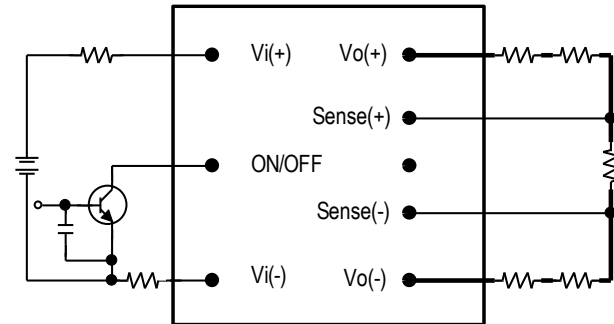 Vi(+) Vo(+)
Sense(+)
ON/OFF
Sense(-)
Vi(-) Vo(-)